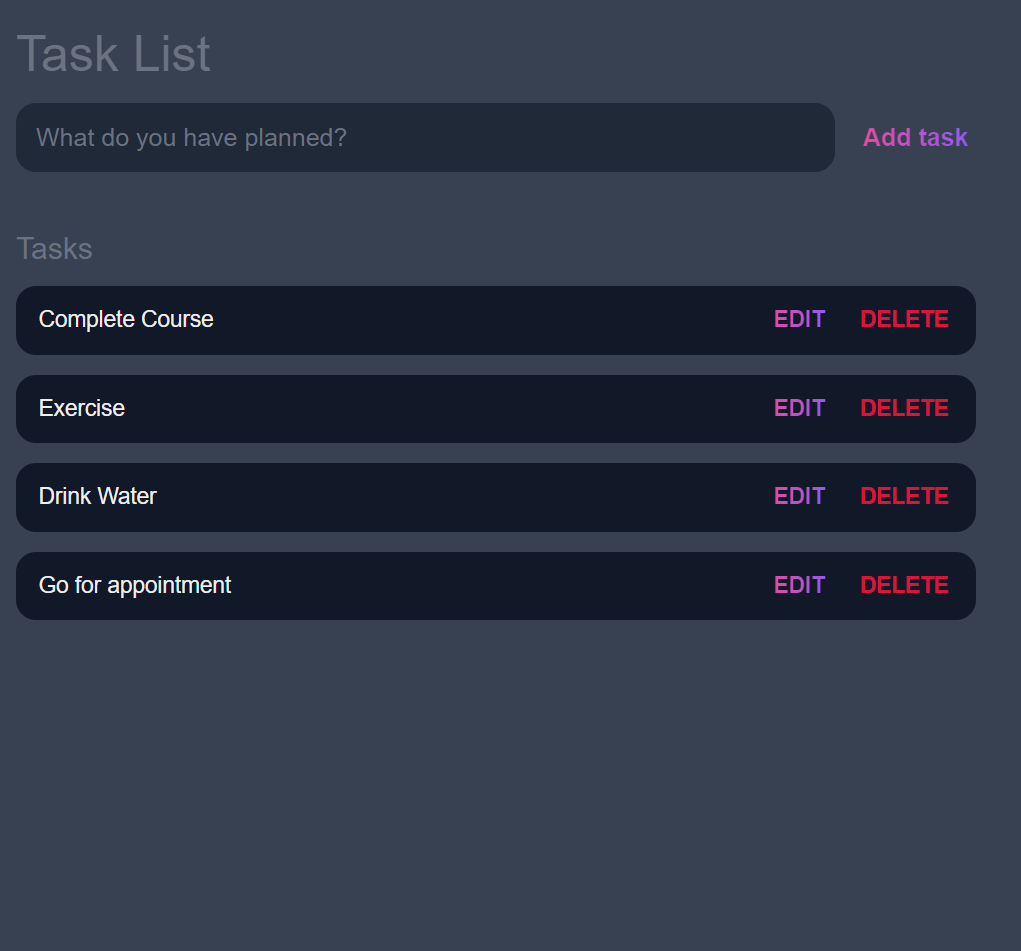 Task List
What do you have planned? Add task
Tasks
Complete Course EDIT DELETE
Exercise EDIT DELETE
Drink Water EDIT DELETE
Go for appointment EDIT DELETE